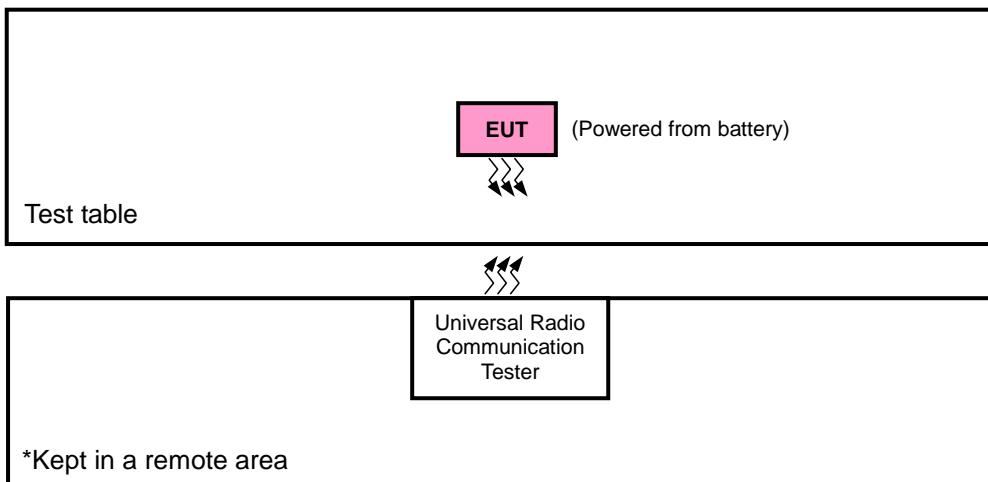 EUT
(Powered from battery)
Test table
Universal Radio
Communication
Tester
*Kept in a remote area